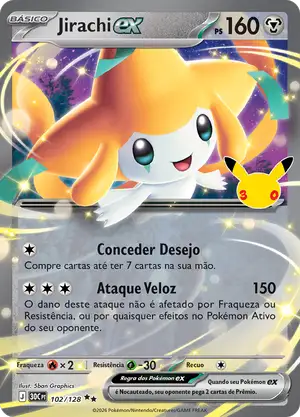 BÁSICO
Jirachi ex PS 160
30
Conceder Desejo
Compre cartas até ter 7 cartas na sua mão.
Ataque Veloz 150
O dano deste ataque não é afetado por Fraqueza ou
Resistência, ou por quaisquer efeitos no Pokémon Ativo do
seu oponente.
Fraqueza ×2 Resistência -30 Recuo
Regra dos Pokémon ex Quando seu Pokémon ex
é Nocauteado, seu oponente pega 2 cartas de Prêmio.
Ilust. 5ban Graphics
J 30C PT 102/128
©2026 Pokémon/Nintendo/Creatures/GAME FREAK